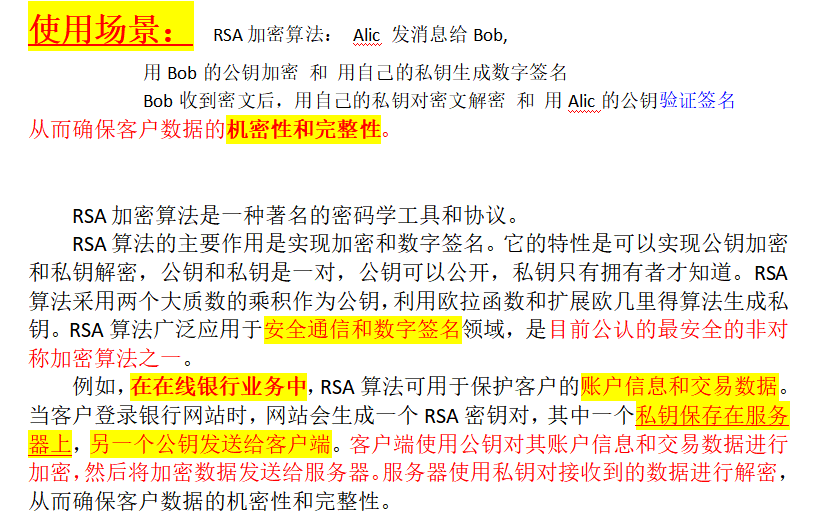 使用场景： RSA 加密算法： Alic 发消息给 Bob,
用 Bob 的公钥加密 和 用自己的私钥生成数字签名
Bob 收到密文后，用自己的私钥对密文解密 和 用 Alic 的公钥验证签名
从而确保客户数据的机密性和完整性。
RSA 加密算法是一种著名的密码学工具和协议。
RSA 算法的主要作用是实现加密和数字签名。它的特性是可以实现公钥加密
和私钥解密，公钥和私钥是一对，公钥可以公开，私钥只有拥有者才知道。RSA
算法采用两个大质数的乘积作为公钥，利用欧拉函数和扩展欧几里得算法生成私
钥。RSA 算法广泛应用于安全通信和数字签名领域，是目前公认的最安全的非对
称加密算法之一。
例如，在在线银行业务中，RSA 算法可用于保护客户的账户信息和交易数据。
当客户登录银行网站时，网站会生成一个 RSA 密钥对，其中一个私钥保存在服务
器上，另一个公钥发送给客户端。客户端使用公钥对其账户信息和交易数据进行
加密，然后将加密数据发送给服务器。服务器使用私钥对接收到的数据进行解密，
从而确保客户数据的机密性和完整性。